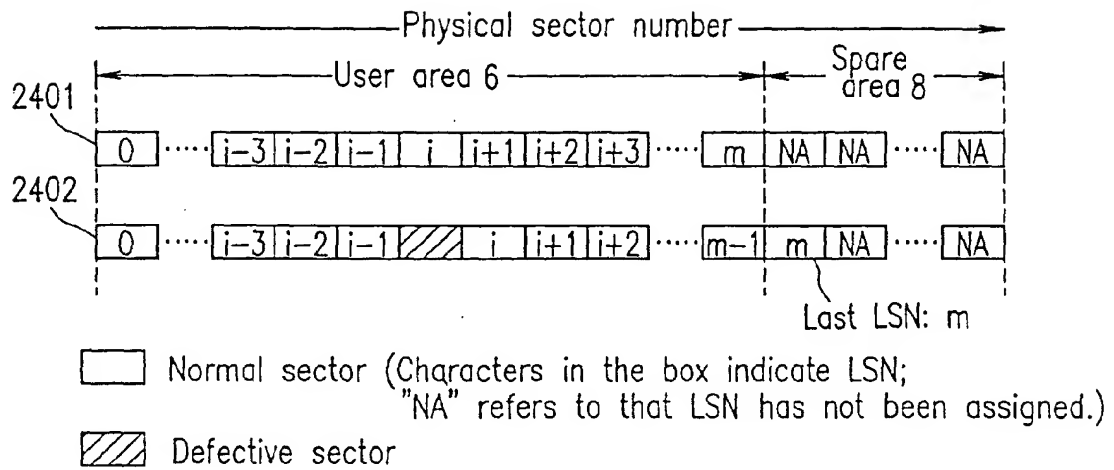 Physical sector number
User area 6
Spare
area 8
2401
0 ····· i-3 i-2 i-1 i i+1 i+2 i+3 ····· m NA NA ····· NA
2402
0 ····· i-3 i-2 i-1 i i+1 i+2 ····· m-1 m NA ····· NA
Last LSN: m
Normal sector (Characters in the box indicate LSN;
"NA" refers to that LSN has not been assigned.)
Defective sector